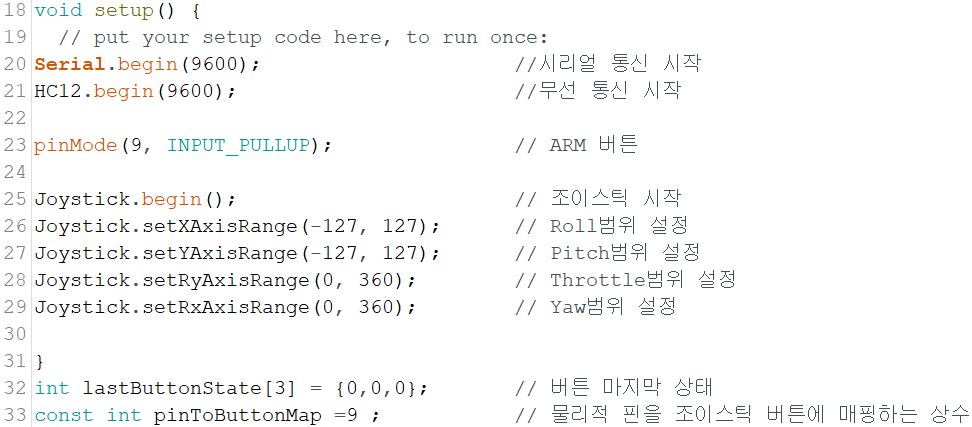 18 void setup() {
19   // put your setup code here, to run once:
20 Serial.begin(9600);                     //시리얼 통신 시작
21 HC12.begin(9600);                       //무선 통신 시작
22
23 pinMode(9, INPUT_PULLUP);               // ARM 버튼
24
25 Joystick.begin();                       // 조이스틱 시작
26 Joystick.setXAxisRange(-127, 127);      // Roll범위 설정
27 Joystick.setYAxisRange(-127, 127);      // Pitch범위 설정
28 Joystick.setRyAxisRange(0, 360);        // Throttle범위 설정
29 Joystick.setRxAxisRange(0, 360);        // Yaw범위 설정
30
31 }
32 int lastButtonState[3] = {0,0,0};       // 버튼 마지막 상태
33 const int pinToButtonMap =9 ;           // 물리적 핀을 조이스틱 버튼에 매핑하는 상수